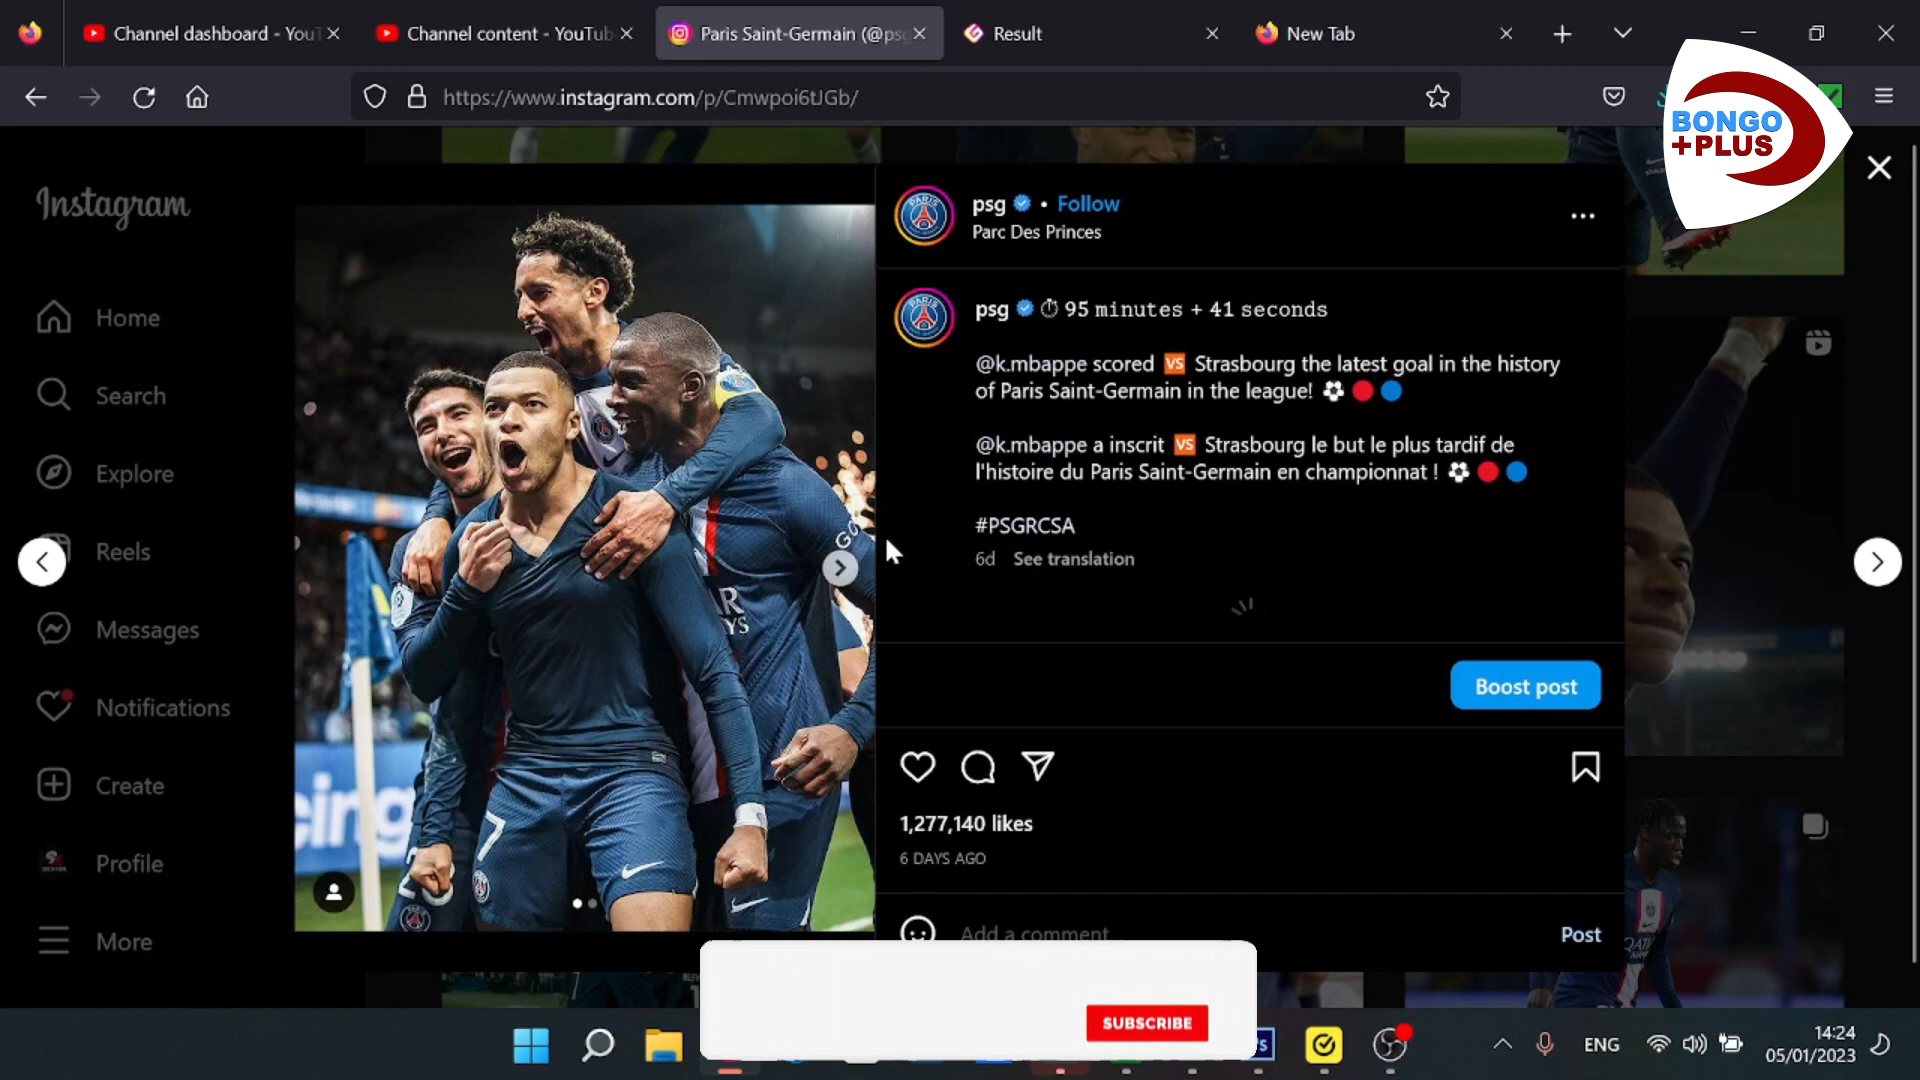 Channel dashboard - YouT
Channel content - YouTub
Paris Saint-Germain (@psg
Result
New Tab
https://www.instagram.com/p/Cmwpoi6tJGb/
BONGO
+PLUS
Instagram
Home
Search
Explore
Reels
Messages
Notifications
Create
Profile
More
psg • Follow
Parc Des Princes
psg ⏱ 95 minutes + 41 seconds
@k.mbappe scored 🆚 Strasbourg the latest goal in the history
of Paris Saint-Germain in the league! ⚽ 🔴 🔵
@k.mbappe a inscrit 🆚 Strasbourg le but le plus tardif de
l'histoire du Paris Saint-Germain en championnat ! ⚽ 🔴 🔵
#PSGRCSA
6d See translation
Boost post
1,277,140 likes
6 DAYS AGO
Add a comment...
Post
SUBSCRIBE
ENG
14:24
05/01/2023
7
PARIS